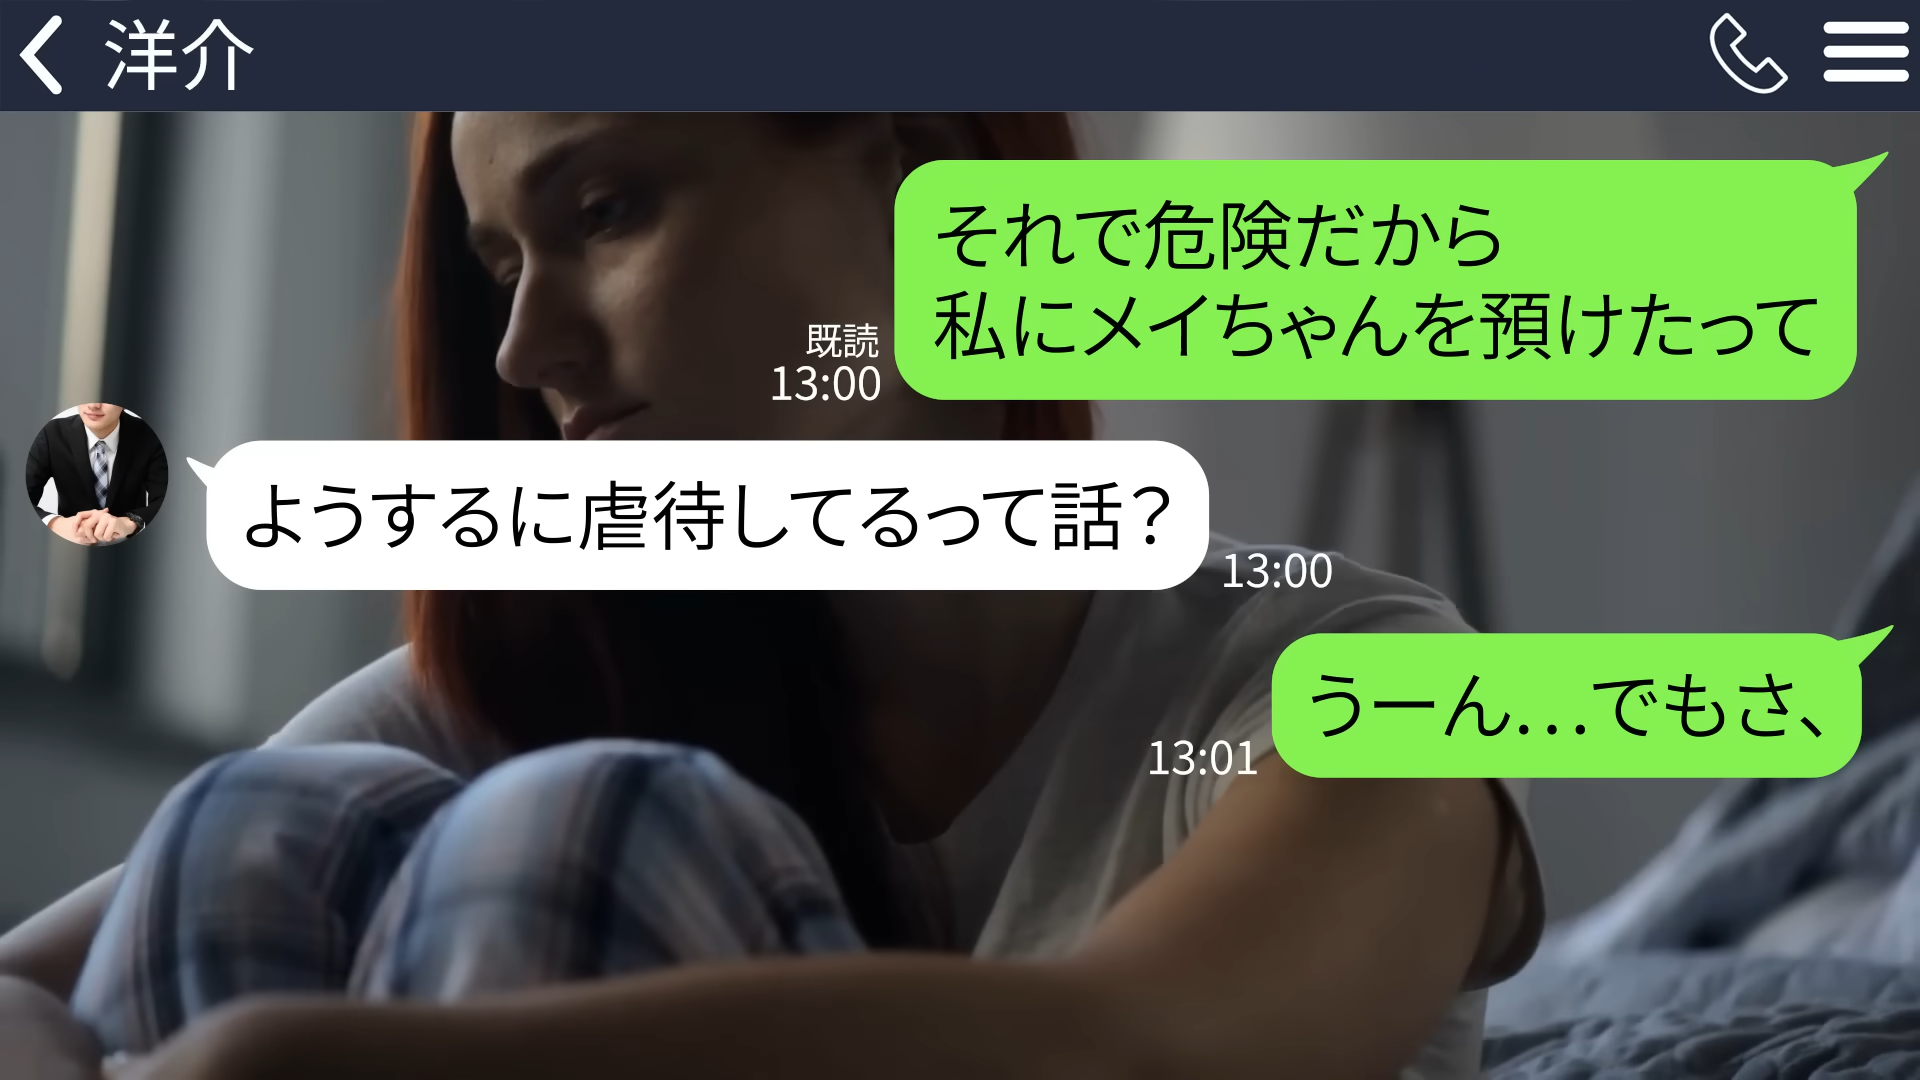 洋介
それで危険だから
私にメイちゃんを預けたって
既読
13:00
ようするに虐待してるって話？
13:00
うーん…でもさ、
13:01